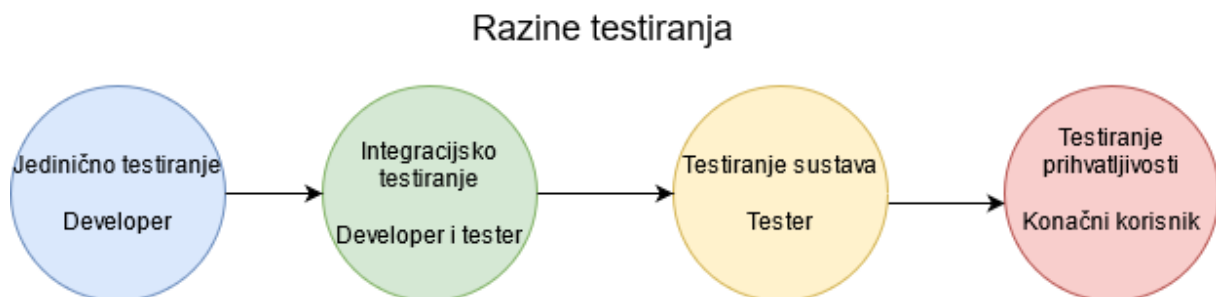 Razine testiranja
Jedinično testiranje
Developer
Integracijsko
testiranje
Developer i tester
Testiranje sustava
Tester
Testiranje
prihvatljivosti
Konačni korisnik